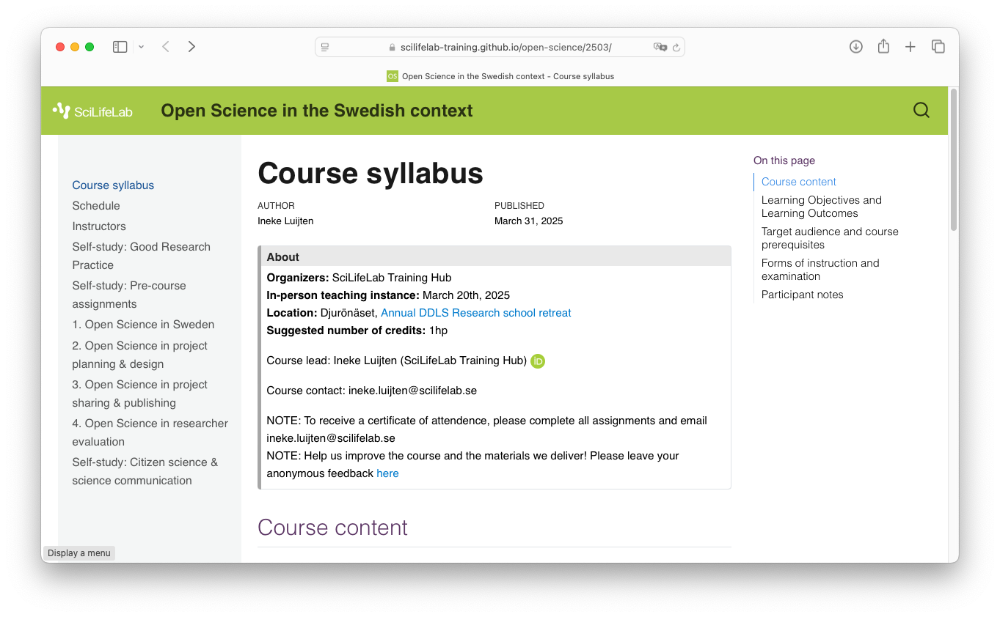 scilifelab-training.github.io/open-science/2503/
OS Open Science in the Swedish context - Course syllabus
SciLifeLab
Open Science in the Swedish context
Course syllabus
Schedule
Instructors
Self-study: Good Research
Practice
Self-study: Pre-course
assignments
1. Open Science in Sweden
2. Open Science in project
planning & design
3. Open Science in project
sharing & publishing
4. Open Science in researcher
evaluation
Self-study: Citizen science &
science communication
Course syllabus
AUTHOR
Ineke Luijten
PUBLISHED
March 31, 2025
About
Organizers: SciLifeLab Training Hub
In-person teaching instance: March 20th, 2025
Location: Djurönäset, Annual DDLS Research school retreat
Suggested number of credits: 1hp
Course lead: Ineke Luijten (SciLifeLab Training Hub) iD
Course contact: ineke.luijten@scilifelab.se
NOTE: To receive a certificate of attendence, please complete all assignments and email
ineke.luijten@scilifelab.se
NOTE: Help us improve the course and the materials we deliver! Please leave your
anonymous feedback here
Course content
On this page
Course content
Learning Objectives and
Learning Outcomes
Target audience and course
prerequisites
Forms of instruction and
examination
Participant notes
Display a menu